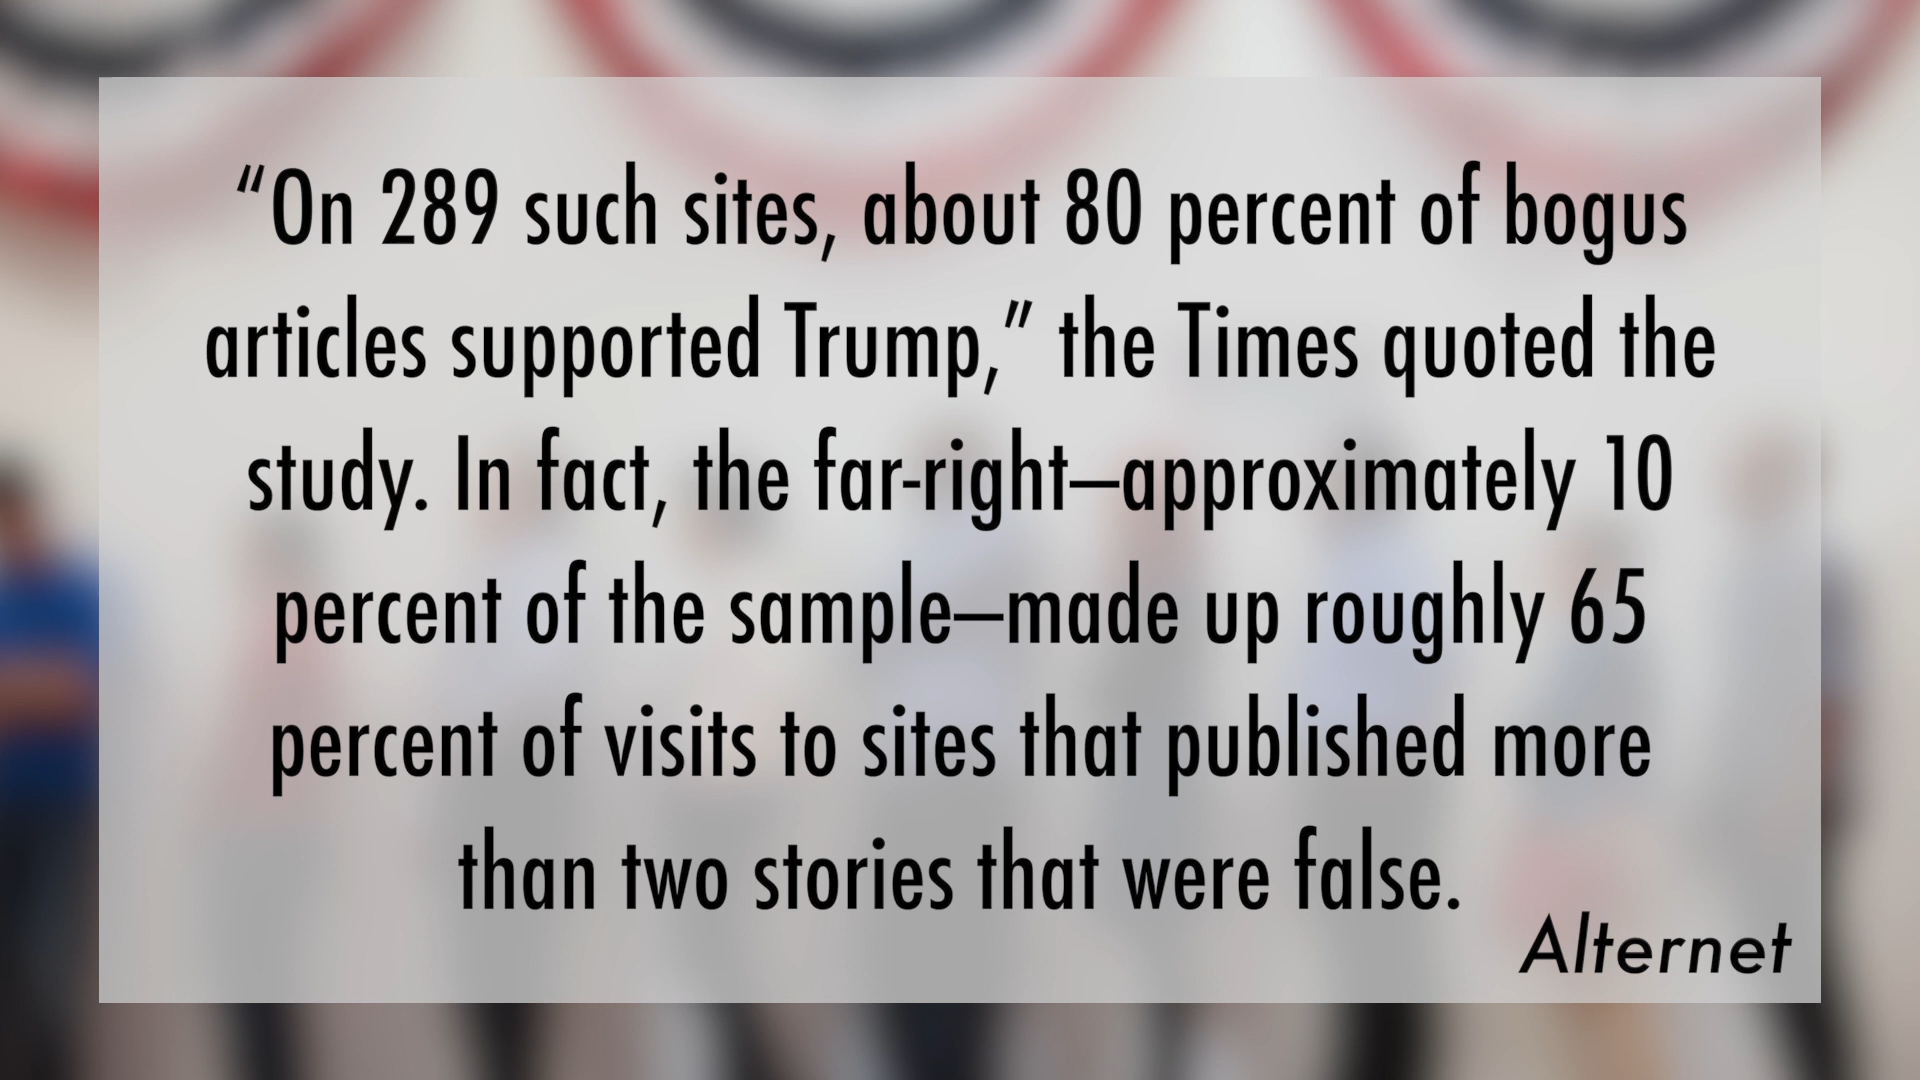 “On 289 such sites, about 80 percent of bogus
articles supported Trump,” the Times quoted the
study. In fact, the far-right—approximately 10
percent of the sample—made up roughly 65
percent of visits to sites that published more
than two stories that were false.
Alternet